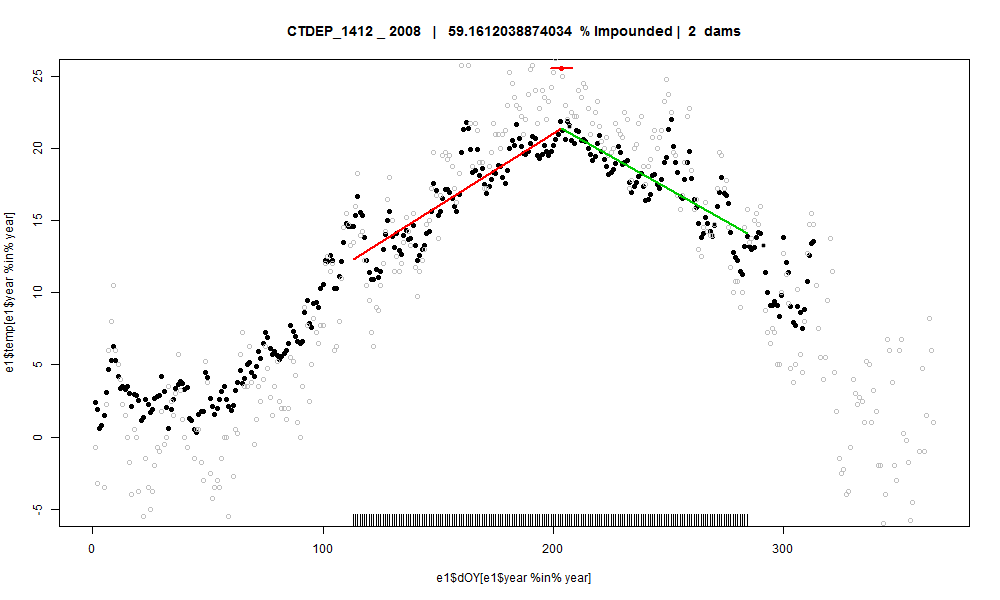 CTDEP_1412 _ 2008 | 59.1612038874034 % Impounded | 2 dams
e1$temp[e1$year %in% year]
25
20
15
10
5
0
-5
0 100 200 300
e1$dOY[e1$year %in% year]